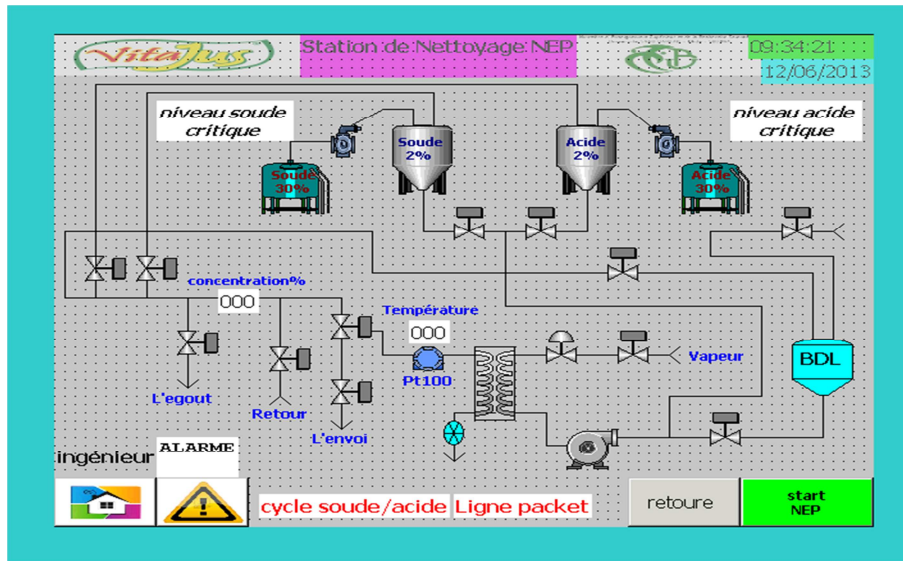 VitaJus
Station de Nettoyage NEP
09:34:21
12/06/2013
niveau soude
critique
niveau acide
critique
Soude
2%
Acide
2%
Soude
30%
Acide
30%
concentration%
000
Température
000
Pt100
Vapeur
BDL
L'egout
Retour
L'envoi
ingénieur
ALARME
cycle soude/acide
Ligne packet
retoure
start
NEP